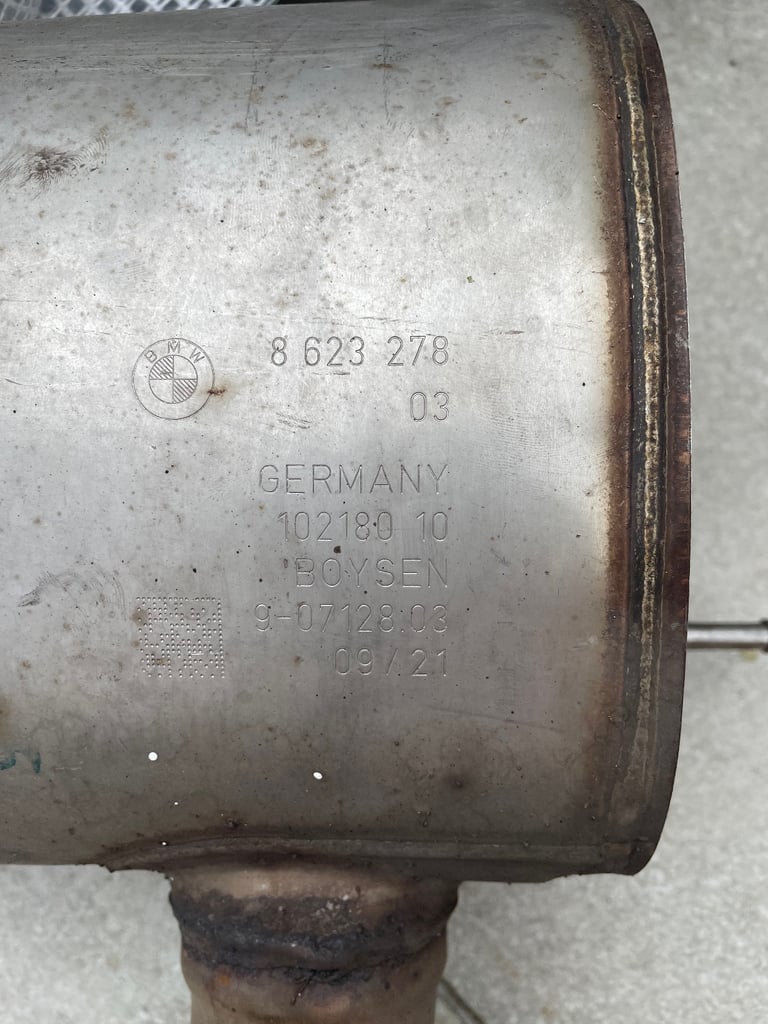 BMW
8 623 278
03
GERMANY
102180 10
BOYSEN
9-07128.03
09/21